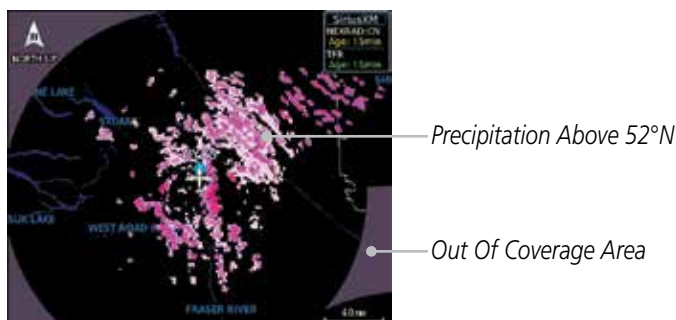 SiriusXM
NEXRAD-CN
Age: 15min
TFR
Age: 15min
NORTH UP
STUART
Precipitation Above 52°N
WEST ROAD
Out Of Coverage Area
FRASER RIVER
40nm